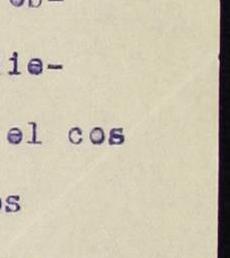 ob-
ie-
el cos
os